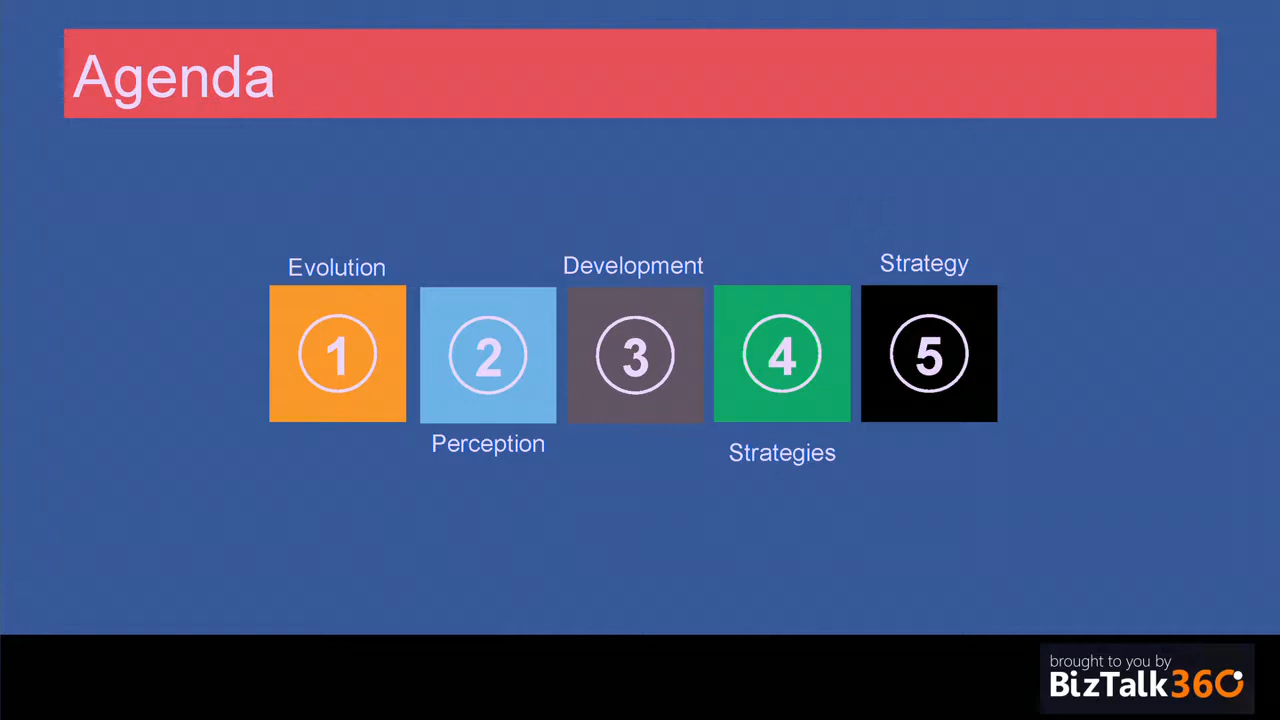 Agenda
Evolution
Development
Strategy
1
2
3
4
5
Perception
Strategies
brought to you by
BizTalk360